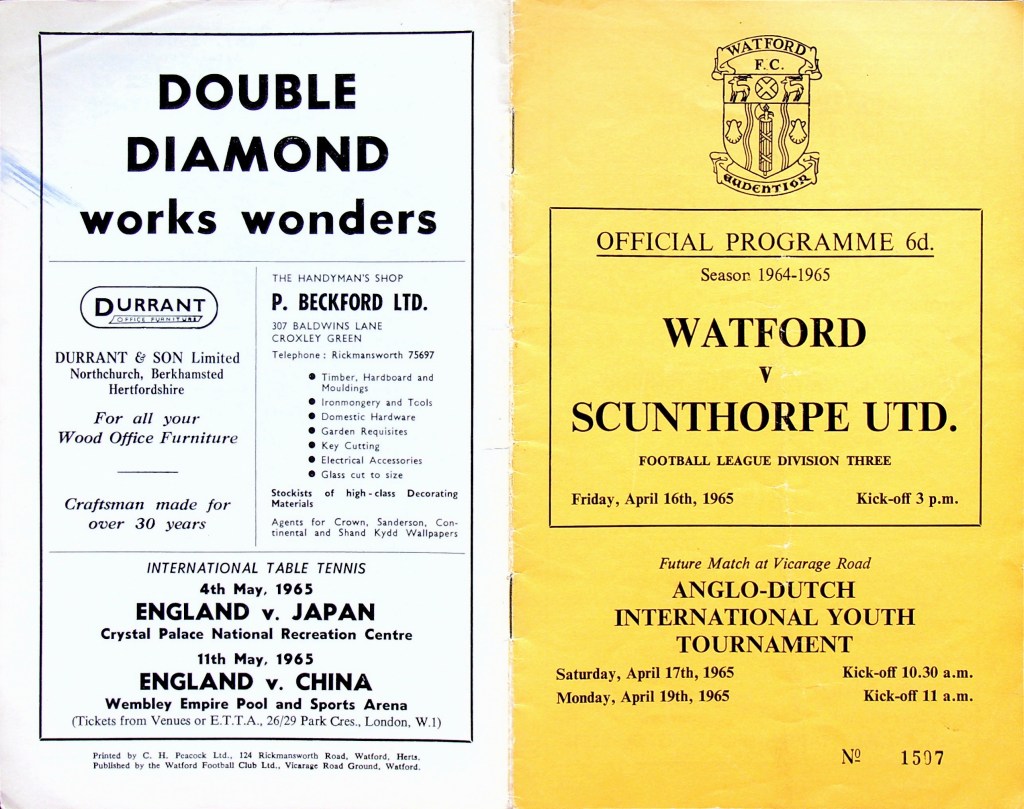 DOUBLE
DIAMOND
works wonders
DURRANT
OFFICE FURNITURE
DURRANT & SON Limited
Northchurch, Berkhamsted
Hertfordshire
For all your
Wood Office Furniture
Craftsman made for
over 30 years
THE HANDYMAN'S SHOP
P. BECKFORD LTD.
307 BALDWINS LANE
CROXLEY GREEN
Telephone : Rickmansworth 75697
● Timber, Hardboard and
Mouldings
● Ironmongery and Tools
● Domestic Hardware
● Garden Requisites
● Key Cutting
● Electrical Accessories
● Glass cut to size
Stockists of high-class Decorating
Materials
Agents for Crown, Sanderson, Con-
tinental and Shand Kydd Wallpapers
INTERNATIONAL TABLE TENNIS
4th May, 1965
ENGLAND v. JAPAN
Crystal Palace National Recreation Centre
11th May, 1965
ENGLAND v. CHINA
Wembley Empire Pool and Sports Arena
(Tickets from Venues or E.T.T.A., 26/29 Park Cres., London, W.1)
Printed by C. H. Peacock Ltd., 124 Rickmansworth Road, Watford, Herts.
Published by the Watford Football Club Ltd., Vicarage Road Ground, Watford.
WATFORD
F.C.
AUDENTIOR
OFFICIAL PROGRAMME 6d.
Season 1964-1965
WATFORD
v
SCUNTHORPE UTD.
FOOTBALL LEAGUE DIVISION THREE
Friday, April 16th, 1965 Kick-off 3 p.m.
Future Match at Vicarage Road
ANGLO-DUTCH
INTERNATIONAL YOUTH
TOURNAMENT
Saturday, April 17th, 1965 Kick-off 10.30 a.m.
Monday, April 19th, 1965 Kick-off 11 a.m.
Nº 1597